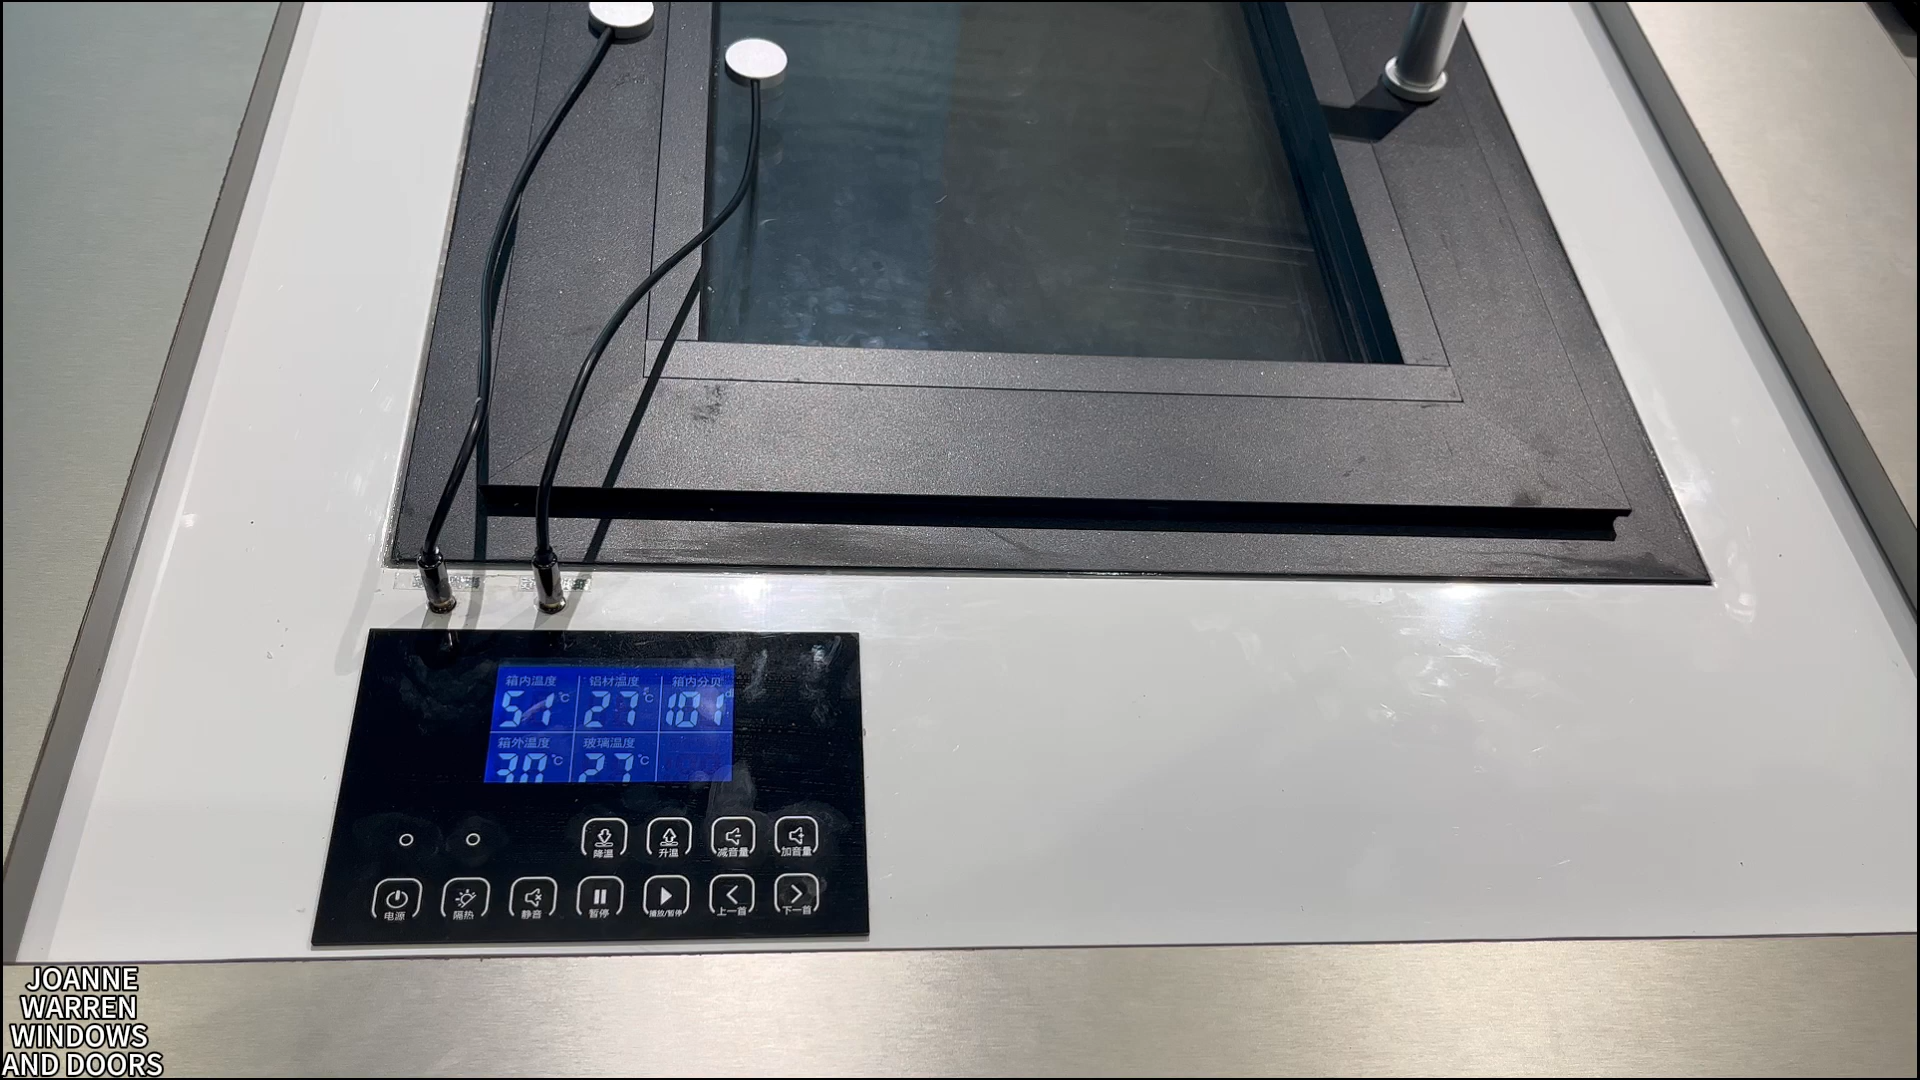 箱内温度 铝材温度 箱内分贝
51℃ 27℃ 101
箱外温度 玻璃温度
30℃ 27℃
降温 升温 减音量 加音量
电源 隔热 静音 暂停 播放/暂停 上一首 下一首
JOANNE
WARREN
WINDOWS
AND DOORS